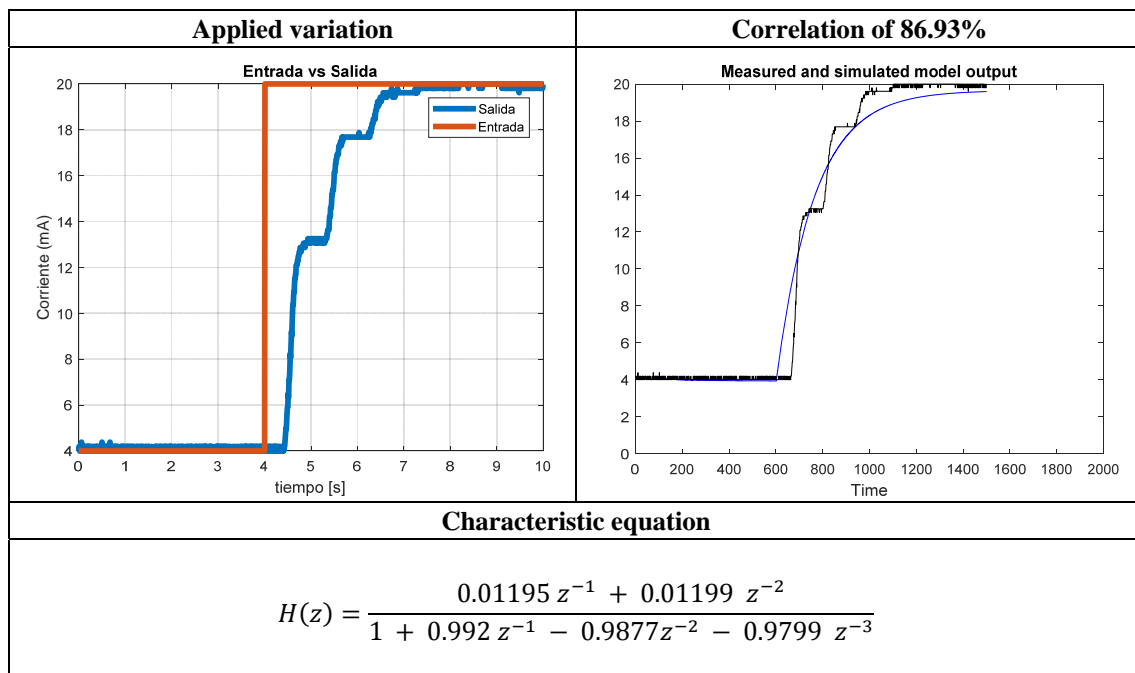 Applied variation
Correlation of 86.93%
Entrada vs Salida
20
18
16
14
12
10
8
6
4
Corriente (mA)
Salida
Entrada
0 1 2 3 4 5 6 7 8 9 10
tiempo [s]
Measured and simulated model output
20
18
16
14
12
10
8
6
4
2
0
0 200 400 600 800 1000 1200 1400 1600 1800 2000
Time
Characteristic equation
H(z) = (0.01195 z⁻¹ + 0.01199 z⁻²) / (1 + 0.992 z⁻¹ − 0.9877z⁻² − 0.9799 z⁻³)